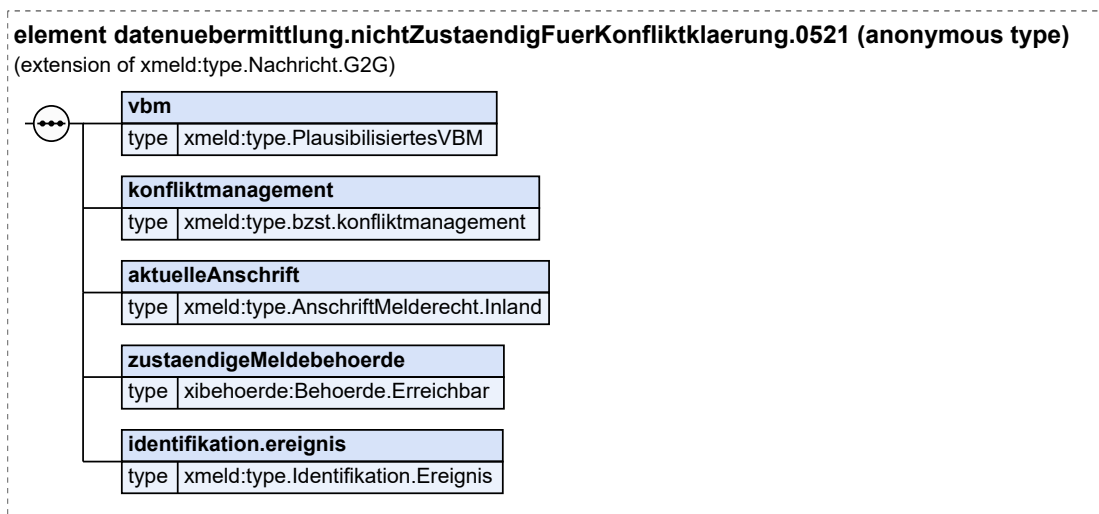 element datenuebermittlung.nichtZustaendigFuerKonfliktklaerung.0521 (anonymous type)
(extension of xmeld:type.Nachricht.G2G)
vbm
type xmeld:type.PlausibilisiertesVBM
konfliktmanagement
type xmeld:type.bzst.konfliktmanagement
aktuelleAnschrift
type xmeld:type.AnschriftMelderecht.Inland
zustaendigeMeldebehoerde
type xibehoerde:Behoerde.Erreichbar
identifikation.ereignis
type xmeld:type.Identifikation.Ereignis